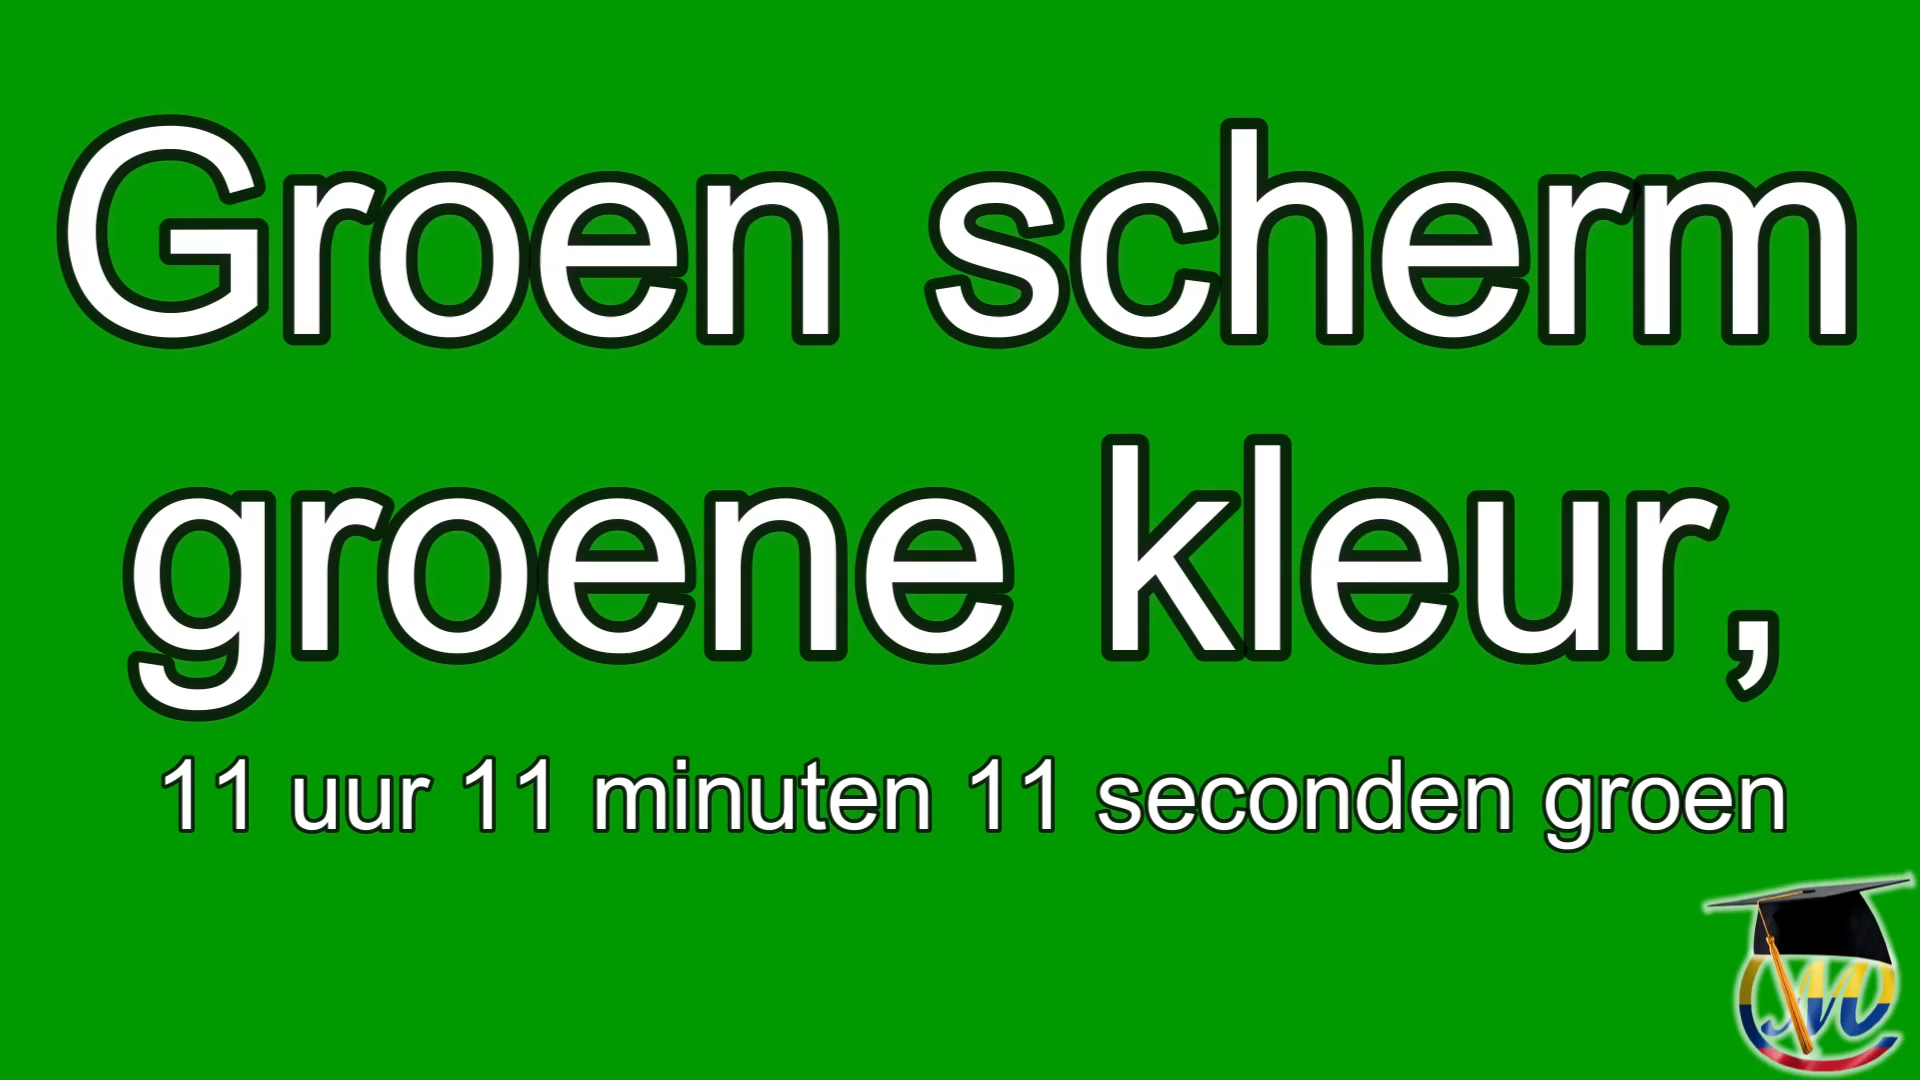 Groen scherm
groene kleur,
11 uur 11 minuten 11 seconden groen
M